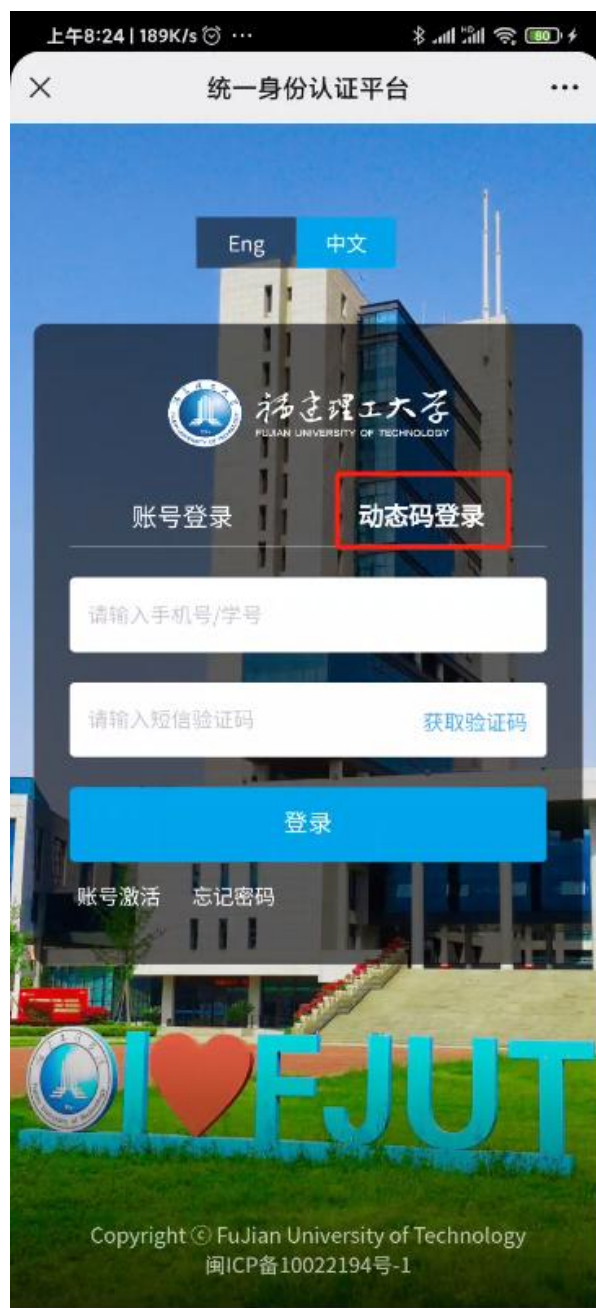 上午8:24 | 189K/s ···
80
统一身份认证平台
Eng 中文
福建理工大学
FUJIAN UNIVERSITY OF TECHNOLOGY
账号登录 动态码登录
请输入手机号/学号
请输入短信验证码 获取验证码
登录
账号激活 忘记密码
I FJUT
Copyright ⓒ FuJian University of Technology
闽ICP备10022194号-1